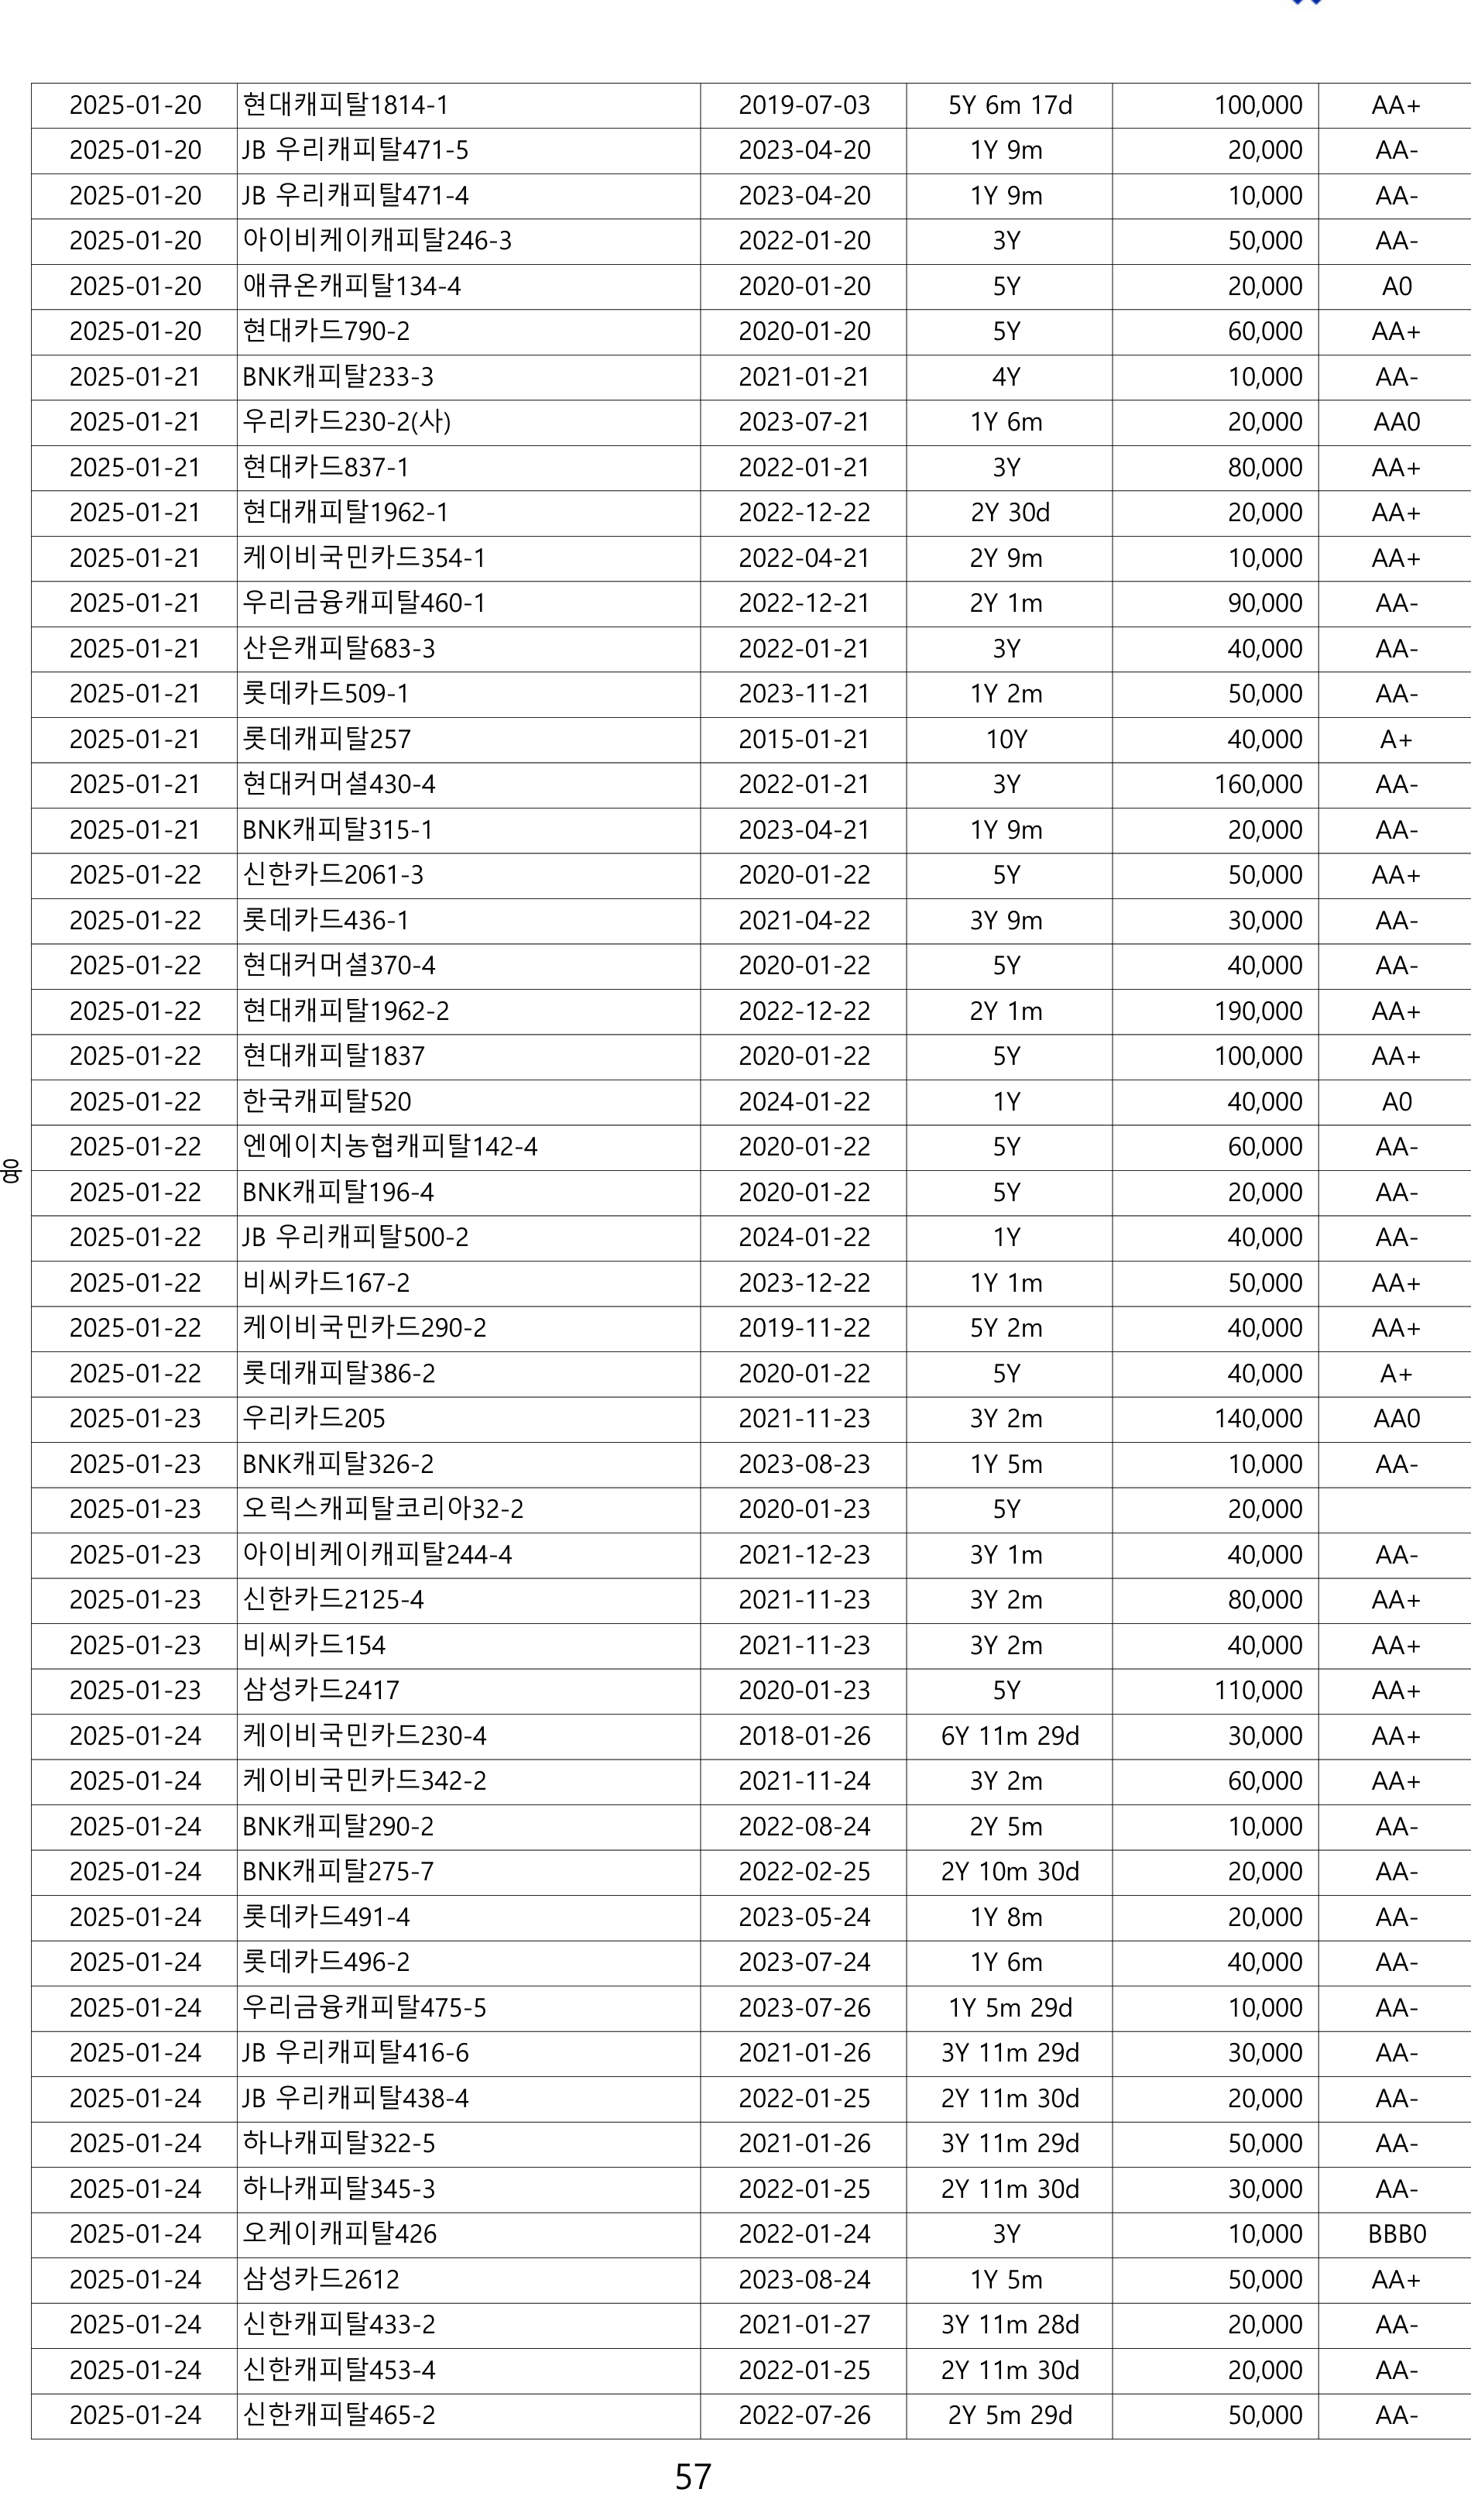 2025-01-20 현대캐피탈1814-1 2019-07-03 5Y 6m 17d 100,000 AA+
2025-01-20 JB 우리캐피탈471-5 2023-04-20 1Y 9m 20,000 AA-
2025-01-20 JB 우리캐피탈471-4 2023-04-20 1Y 9m 10,000 AA-
2025-01-20 아이비케이캐피탈246-3 2022-01-20 3Y 50,000 AA-
2025-01-20 애큐온캐피탈134-4 2020-01-20 5Y 20,000 A0
2025-01-20 현대카드790-2 2020-01-20 5Y 60,000 AA+
2025-01-21 BNK캐피탈233-3 2021-01-21 4Y 10,000 AA-
2025-01-21 우리카드230-2(사) 2023-07-21 1Y 6m 20,000 AA0
2025-01-21 현대카드837-1 2022-01-21 3Y 80,000 AA+
2025-01-21 현대캐피탈1962-1 2022-12-22 2Y 30d 20,000 AA+
2025-01-21 케이비국민카드354-1 2022-04-21 2Y 9m 10,000 AA+
2025-01-21 우리금융캐피탈460-1 2022-12-21 2Y 1m 90,000 AA-
2025-01-21 산은캐피탈683-3 2022-01-21 3Y 40,000 AA-
2025-01-21 롯데카드509-1 2023-11-21 1Y 2m 50,000 AA-
2025-01-21 롯데캐피탈257 2015-01-21 10Y 40,000 A+
2025-01-21 현대커머셜430-4 2022-01-21 3Y 160,000 AA-
2025-01-21 BNK캐피탈315-1 2023-04-21 1Y 9m 20,000 AA-
2025-01-22 신한카드2061-3 2020-01-22 5Y 50,000 AA+
2025-01-22 롯데카드436-1 2021-04-22 3Y 9m 30,000 AA-
2025-01-22 현대커머셜370-4 2020-01-22 5Y 40,000 AA-
2025-01-22 현대캐피탈1962-2 2022-12-22 2Y 1m 190,000 AA+
2025-01-22 현대캐피탈1837 2020-01-22 5Y 100,000 AA+
2025-01-22 한국캐피탈520 2024-01-22 1Y 40,000 A0
2025-01-22 엔에이치농협캐피탈142-4 2020-01-22 5Y 60,000 AA-
융
2025-01-22 BNK캐피탈196-4 2020-01-22 5Y 20,000 AA-
2025-01-22 JB 우리캐피탈500-2 2024-01-22 1Y 40,000 AA-
2025-01-22 비씨카드167-2 2023-12-22 1Y 1m 50,000 AA+
2025-01-22 케이비국민카드290-2 2019-11-22 5Y 2m 40,000 AA+
2025-01-22 롯데캐피탈386-2 2020-01-22 5Y 40,000 A+
2025-01-23 우리카드205 2021-11-23 3Y 2m 140,000 AA0
2025-01-23 BNK캐피탈326-2 2023-08-23 1Y 5m 10,000 AA-
2025-01-23 오릭스캐피탈코리아32-2 2020-01-23 5Y 20,000
2025-01-23 아이비케이캐피탈244-4 2021-12-23 3Y 1m 40,000 AA-
2025-01-23 신한카드2125-4 2021-11-23 3Y 2m 80,000 AA+
2025-01-23 비씨카드154 2021-11-23 3Y 2m 40,000 AA+
2025-01-23 삼성카드2417 2020-01-23 5Y 110,000 AA+
2025-01-24 케이비국민카드230-4 2018-01-26 6Y 11m 29d 30,000 AA+
2025-01-24 케이비국민카드342-2 2021-11-24 3Y 2m 60,000 AA+
2025-01-24 BNK캐피탈290-2 2022-08-24 2Y 5m 10,000 AA-
2025-01-24 BNK캐피탈275-7 2022-02-25 2Y 10m 30d 20,000 AA-
2025-01-24 롯데카드491-4 2023-05-24 1Y 8m 20,000 AA-
2025-01-24 롯데카드496-2 2023-07-24 1Y 6m 40,000 AA-
2025-01-24 우리금융캐피탈475-5 2023-07-26 1Y 5m 29d 10,000 AA-
2025-01-24 JB 우리캐피탈416-6 2021-01-26 3Y 11m 29d 30,000 AA-
2025-01-24 JB 우리캐피탈438-4 2022-01-25 2Y 11m 30d 20,000 AA-
2025-01-24 하나캐피탈322-5 2021-01-26 3Y 11m 29d 50,000 AA-
2025-01-24 하나캐피탈345-3 2022-01-25 2Y 11m 30d 30,000 AA-
2025-01-24 오케이캐피탈426 2022-01-24 3Y 10,000 BBB0
2025-01-24 삼성카드2612 2023-08-24 1Y 5m 50,000 AA+
2025-01-24 신한캐피탈433-2 2021-01-27 3Y 11m 28d 20,000 AA-
2025-01-24 신한캐피탈453-4 2022-01-25 2Y 11m 30d 20,000 AA-
2025-01-24 신한캐피탈465-2 2022-07-26 2Y 5m 29d 50,000 AA-
57